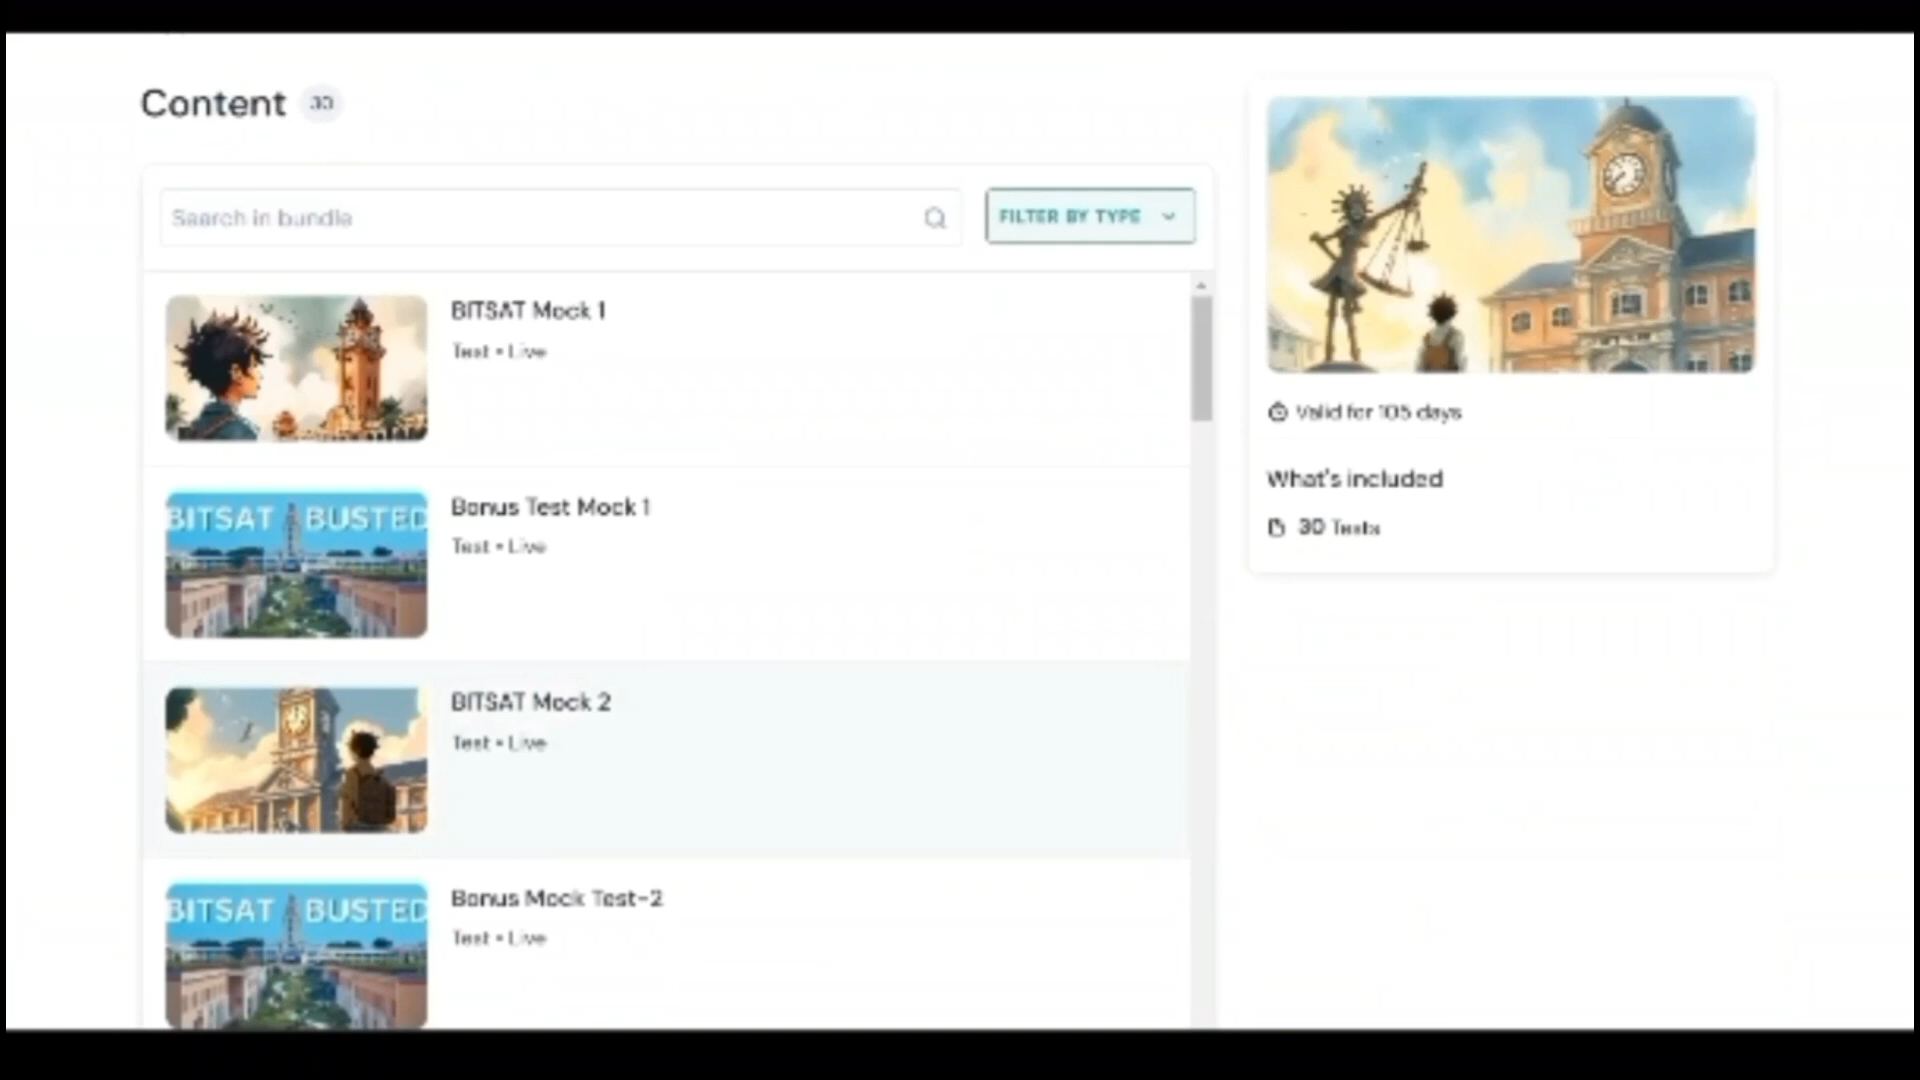 Content 30
Search in bundle
FILTER BY TYPE
BITSAT Mock 1
Test • Live
BITSAT BUSTED
Bonus Test Mock 1
Test • Live
BITSAT Mock 2
Test • Live
BITSAT BUSTED
Bonus Mock Test-2
Test • Live
Valid for 105 days
What's included
30 Tests